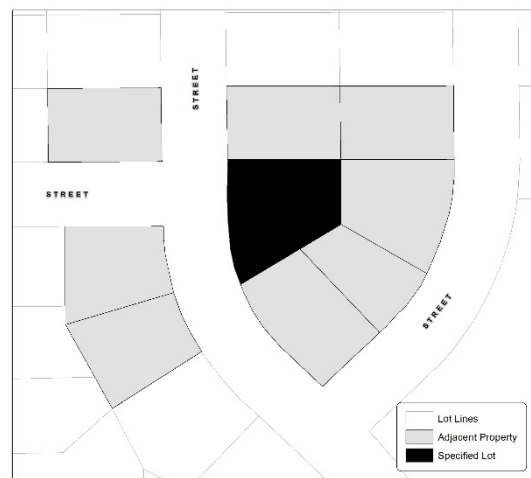 STREET
STREET
STREET
Lot Lines
Adjacent Property
Specified Lot